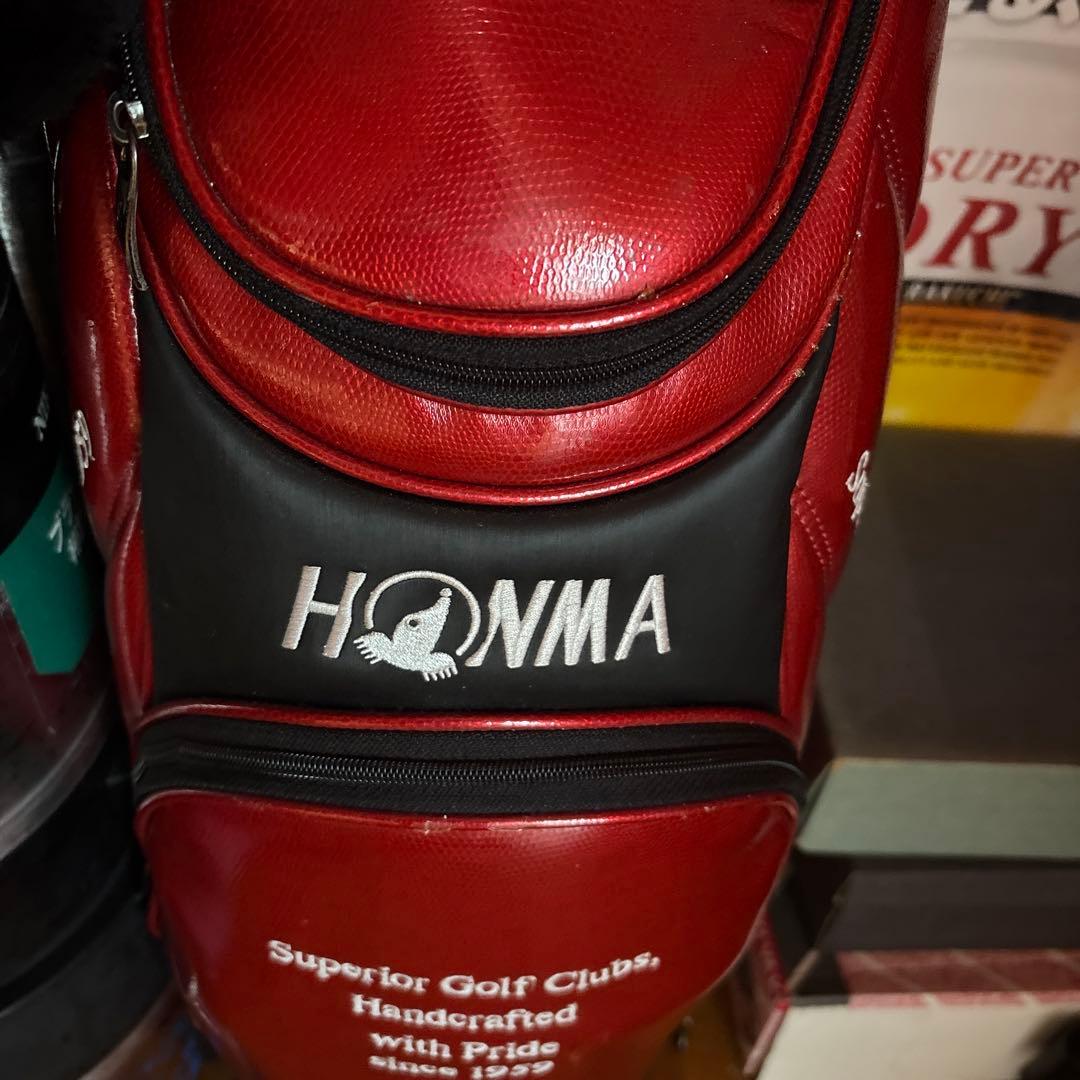 SUPER
DRY
HONMA
Superior Golf Clubs,
Handcrafted
with Pride
since 1959